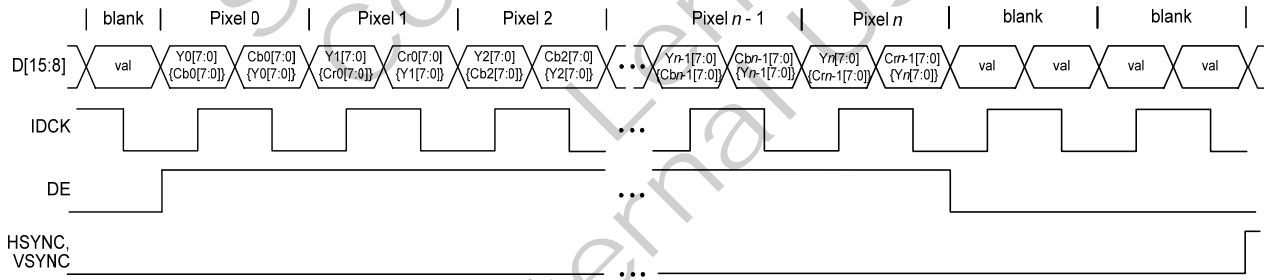 blank Pixel 0 Pixel 1 Pixel 2 Pixel n - 1 Pixel n blank blank
D[15:8] val Y0[7:0] Cb0[7:0] Y1[7:0] Cr0[7:0] Y2[7:0] Cb2[7:0] ... Yn-1[7:0] Cbn-1[7:0] Yn[7:0] Crn-1[7:0] val val val val
{Cb0[7:0]} {Y0[7:0]} {Cr0[7:0]} {Y1[7:0]} {Cb2[7:0]} {Y2[7:0]} {Cbn-1[7:0]} {Yn-1[7:0]} {Crn-1[7:0]} {Yn[7:0]}
IDCK ...
DE ...
HSYNC,
VSYNC ...